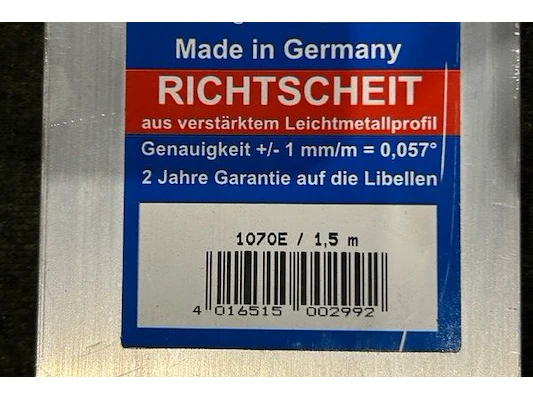 Made in Germany
RICHTSCHEIT
aus verstärktem Leichtmetallprofil
Genauigkeit +/- 1 mm/m = 0,057°
2 Jahre Garantie auf die Libellen
1070E / 1,5 m
4 016515 002992